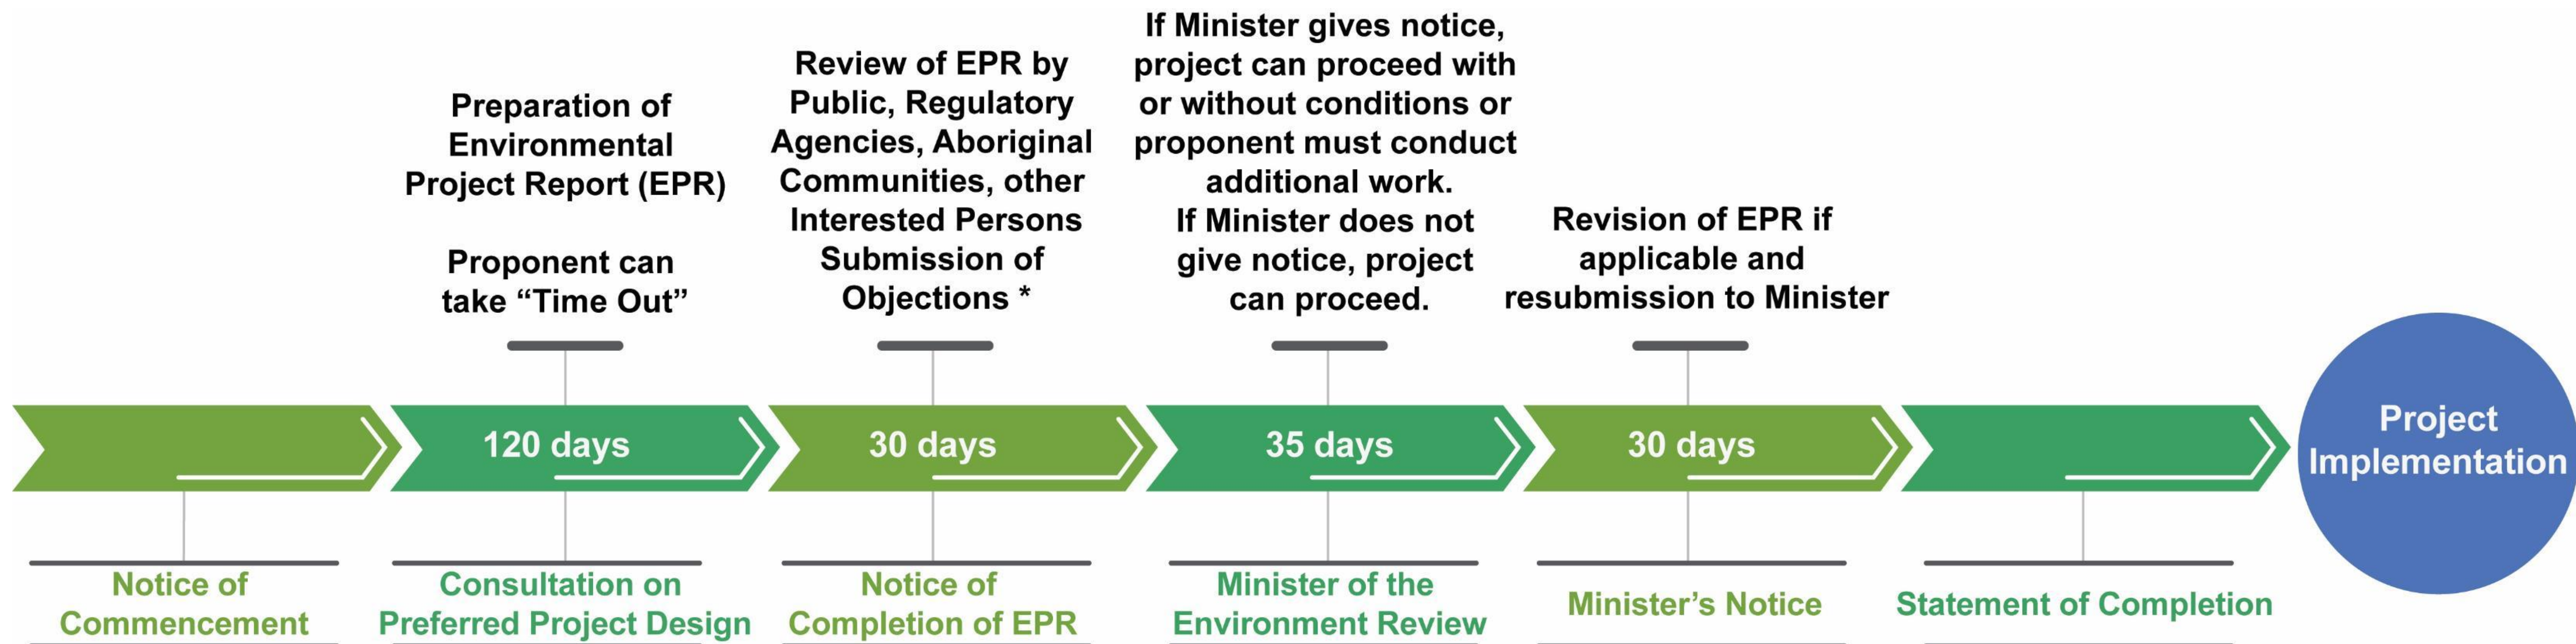 Preparation of
Environmental
Project Report (EPR)
Proponent can
take “Time Out”
Review of EPR by
Public, Regulatory
Agencies, Aboriginal
Communities, other
Interested Persons
Submission of
Objections *
If Minister gives notice,
project can proceed with
or without conditions or
proponent must conduct
additional work.
If Minister does not
give notice, project
can proceed.
Revision of EPR if
applicable and
resubmission to Minister
120 days
30 days
35 days
30 days
Project
Implementation
Notice of
Commencement
Consultation on
Preferred Project Design
Notice of
Completion of EPR
Minister of the
Environment Review
Minister’s Notice
Statement of Completion